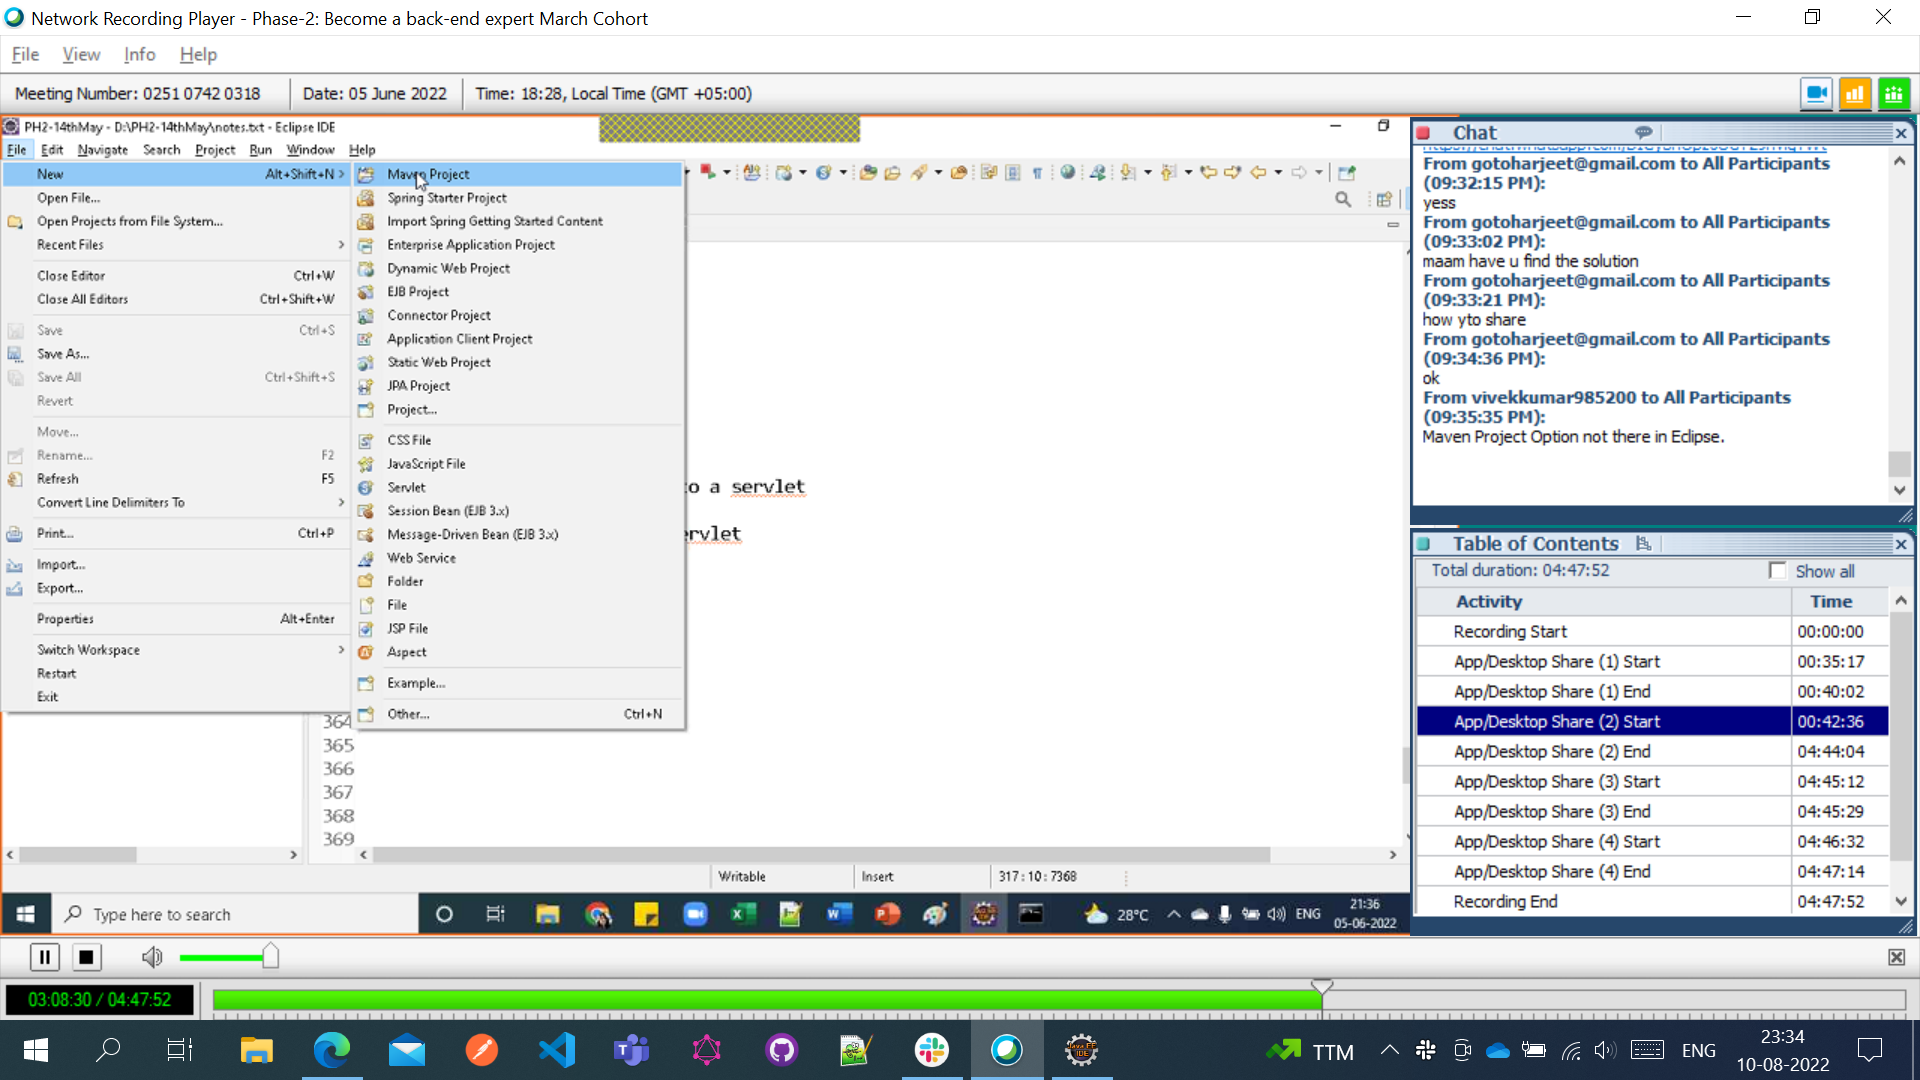 Network Recording Player - Phase-2: Become a back-end expert March Cohort
File View Info Help
Meeting Number: 0251 0742 0318 Date: 05 June 2022 Time: 18:28, Local Time (GMT +05:00)
PH2-14thMay - D:\PH2-14thMay\notes.txt - Eclipse IDE
File Edit Navigate Search Project Run Window Help
New Alt+Shift+N >
Open File...
Open Projects from File System...
Recent Files >
Close Editor Ctrl+W
Close All Editors Ctrl+Shift+W
Save Ctrl+S
Save As...
Save All Ctrl+Shift+S
Revert
Move...
Rename... F2
Refresh F5
Convert Line Delimiters To >
Print... Ctrl+P
Import...
Export...
Properties Alt+Enter
Switch Workspace >
Restart
Exit
Maven Project
Spring Starter Project
Import Spring Getting Started Content
Enterprise Application Project
Dynamic Web Project
EJB Project
Connector Project
Application Client Project
Static Web Project
JPA Project
Project...
CSS File
JavaScript File
Servlet
Session Bean (EJB 3.x)
Message-Driven Bean (EJB 3.x)
Web Service
Folder
File
JSP File
Aspect
Example...
Other... Ctrl+N
to a servlet
ervlet
364
365
366
367
368
369
Writable Insert 317 : 10 : 7368
Type here to search
28°C ENG 21:36
05-06-2022
Chat
From gotoharjeet@gmail.com to All Participants
(09:32:15 PM):
yess
From gotoharjeet@gmail.com to All Participants
(09:33:02 PM):
maam have u find the solution
From gotoharjeet@gmail.com to All Participants
(09:33:21 PM):
how yto share
From gotoharjeet@gmail.com to All Participants
(09:34:36 PM):
ok
From vivekkumar985200 to All Participants
(09:35:35 PM):
Maven Project Option not there in Eclipse.
Table of Contents
Total duration: 04:47:52 Show all
Activity Time
Recording Start 00:00:00
App/Desktop Share (1) Start 00:35:17
App/Desktop Share (1) End 00:40:02
App/Desktop Share (2) Start 00:42:36
App/Desktop Share (2) End 04:44:04
App/Desktop Share (3) Start 04:45:12
App/Desktop Share (3) End 04:45:29
App/Desktop Share (4) Start 04:46:32
App/Desktop Share (4) End 04:47:14
Recording End 04:47:52
03:08:30 / 04:47:52
TTM ENG 23:34
10-08-2022